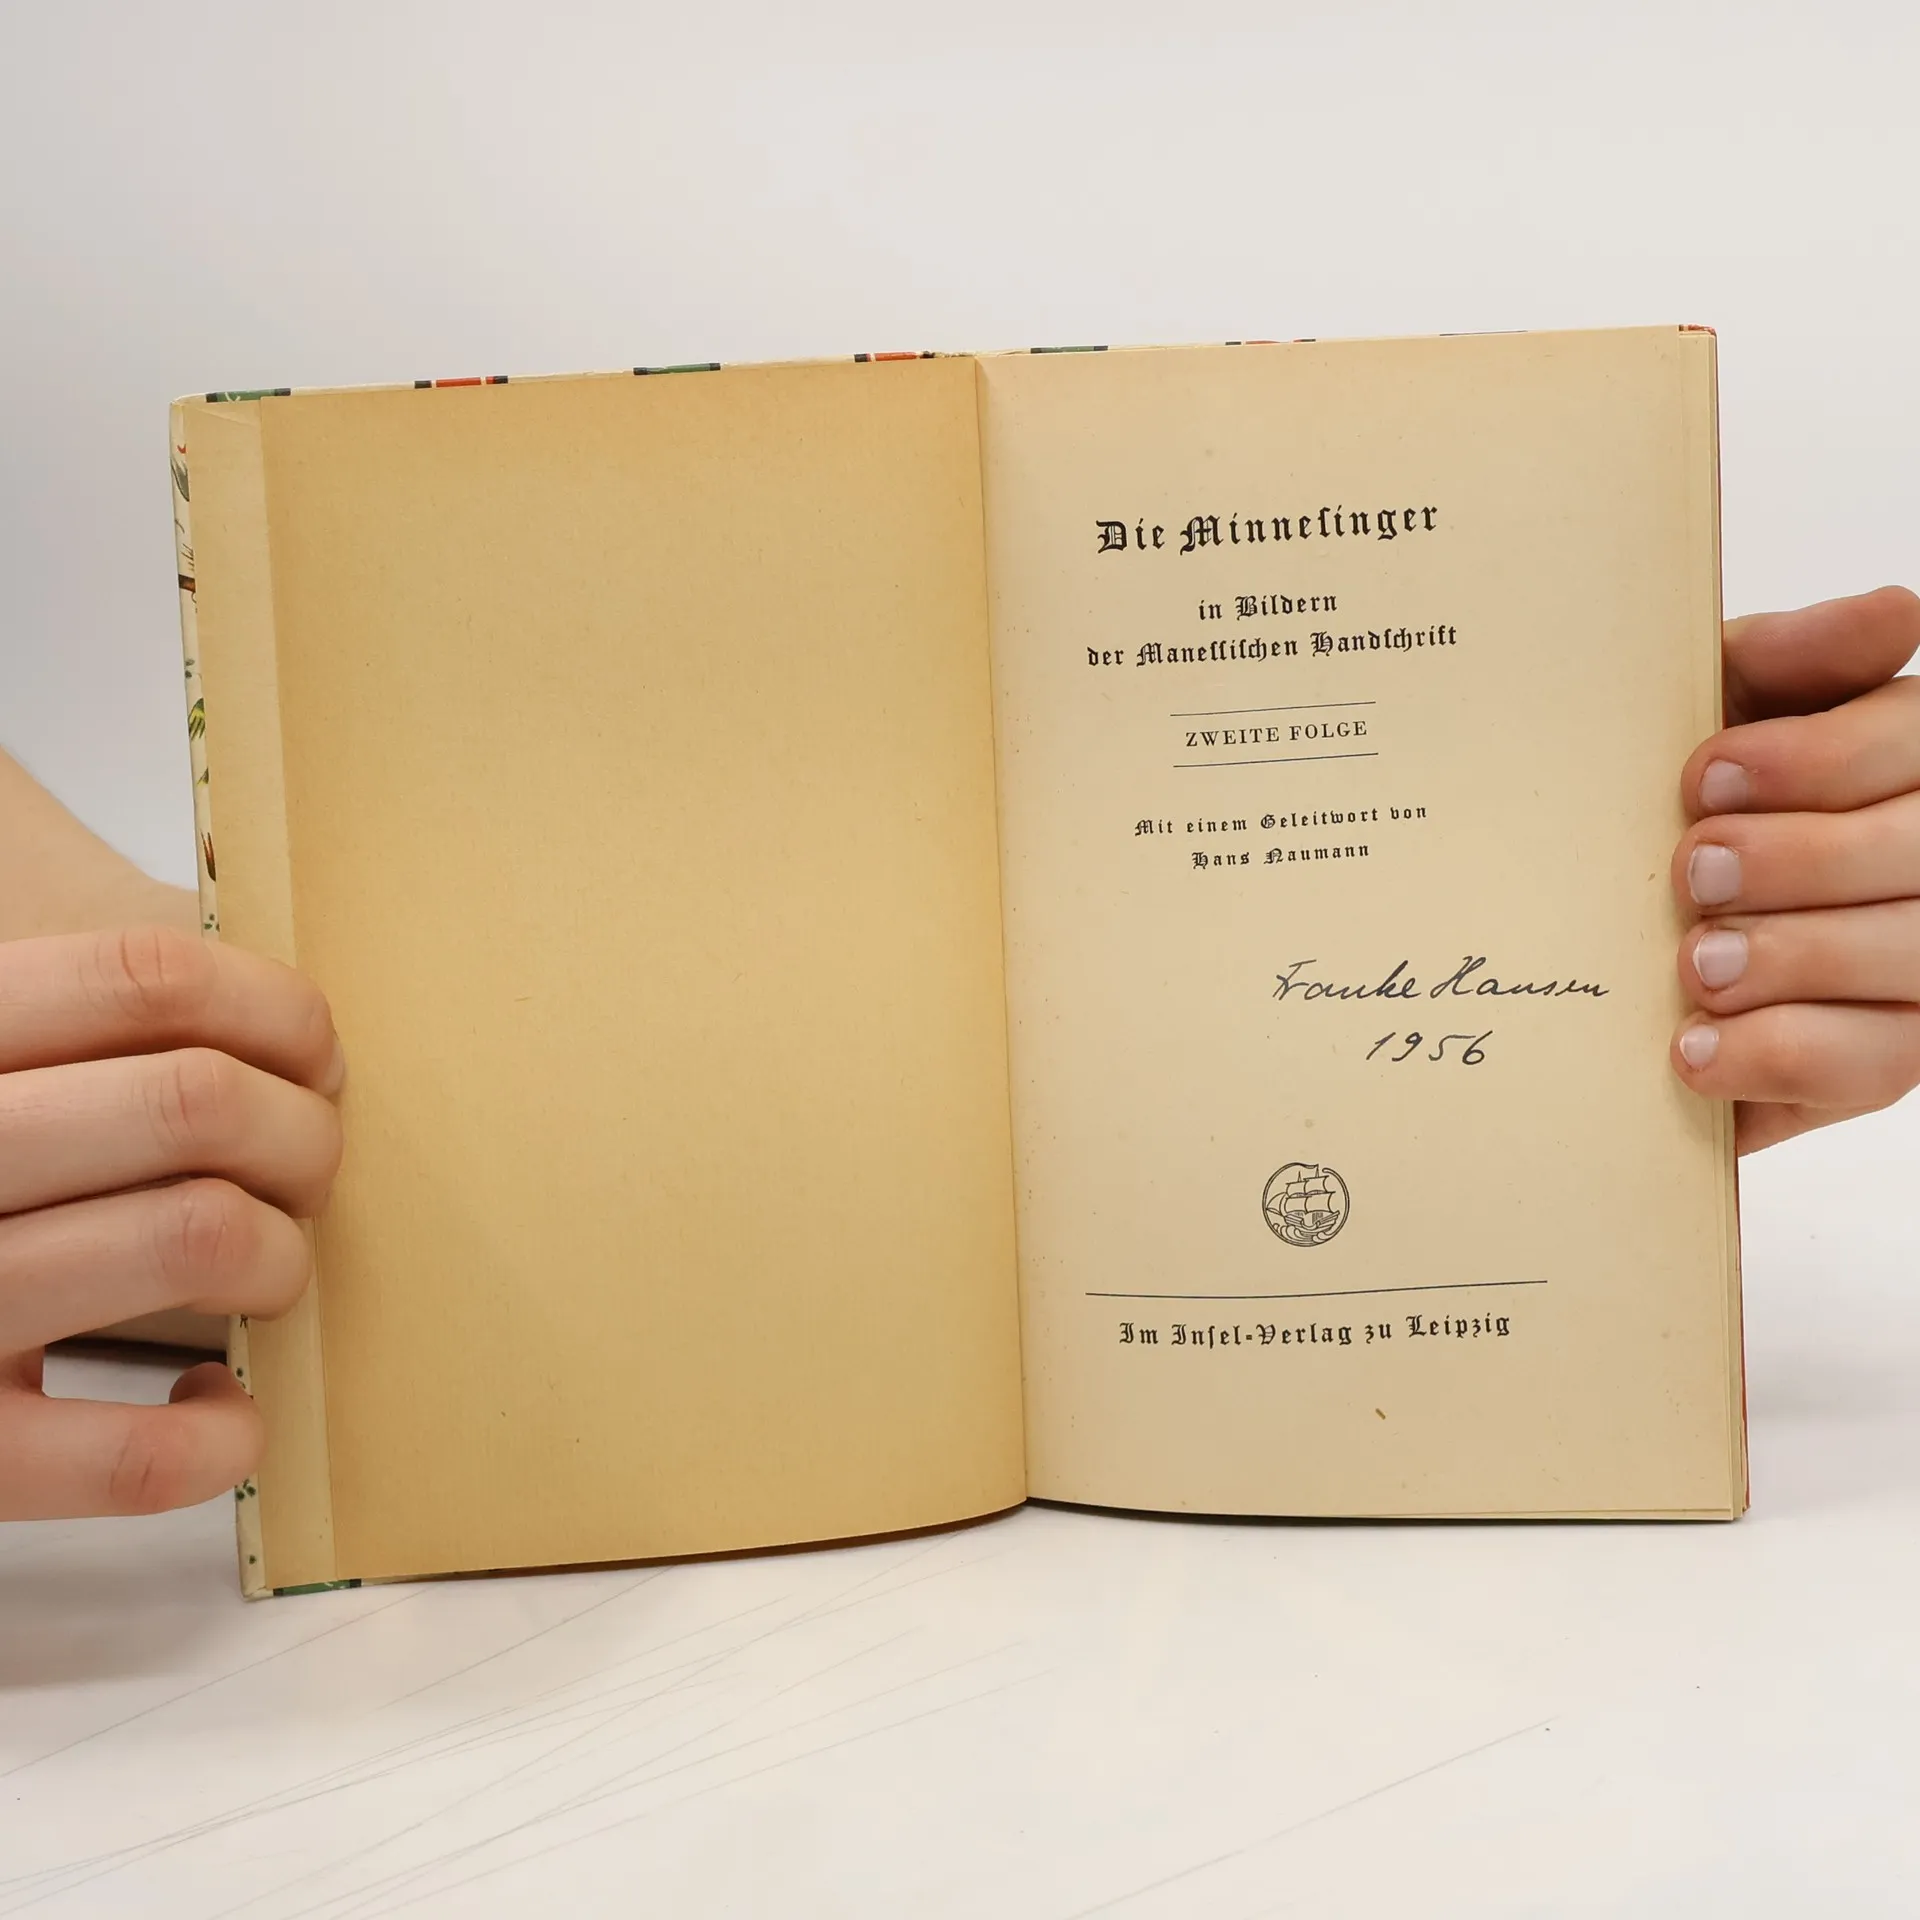 Die Minneſinger
in Bildern
der Maneſſiſchen Handſchrift
ZWEITE FOLGE
Mit einem Geleitwort von
Hans Naumann
Frauke Hansen
1956
Im Inſel-Verlag zu Leipzig